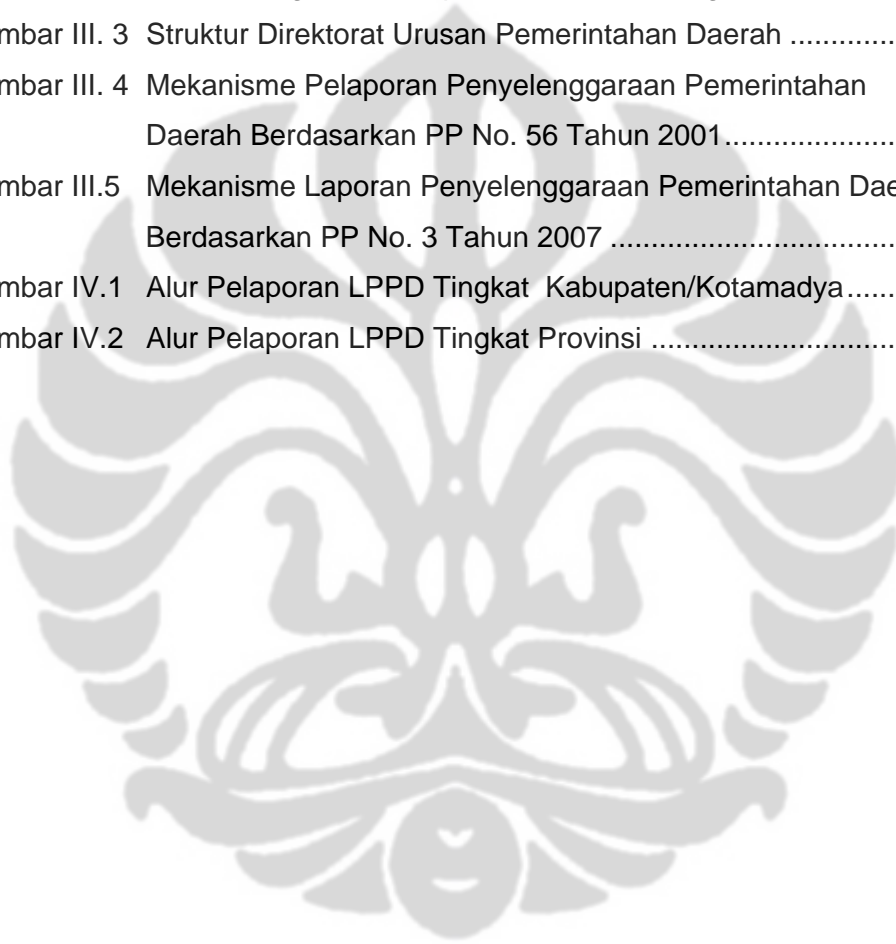 mbar III. 3 Struktur Direktorat Urusan Pemerintahan Daerah .............
mbar III. 4 Mekanisme Pelaporan Penyelenggaraan Pemerintahan
Daerah Berdasarkan PP No. 56 Tahun 2001.....................
mbar III.5 Mekanisme Laporan Penyelenggaraan Pemerintahan Dae
Berdasarkan PP No. 3 Tahun 2007 ...................................
mbar IV.1 Alur Pelaporan LPPD Tingkat Kabupaten/Kotamadya......
mbar IV.2 Alur Pelaporan LPPD Tingkat Provinsi ..............................